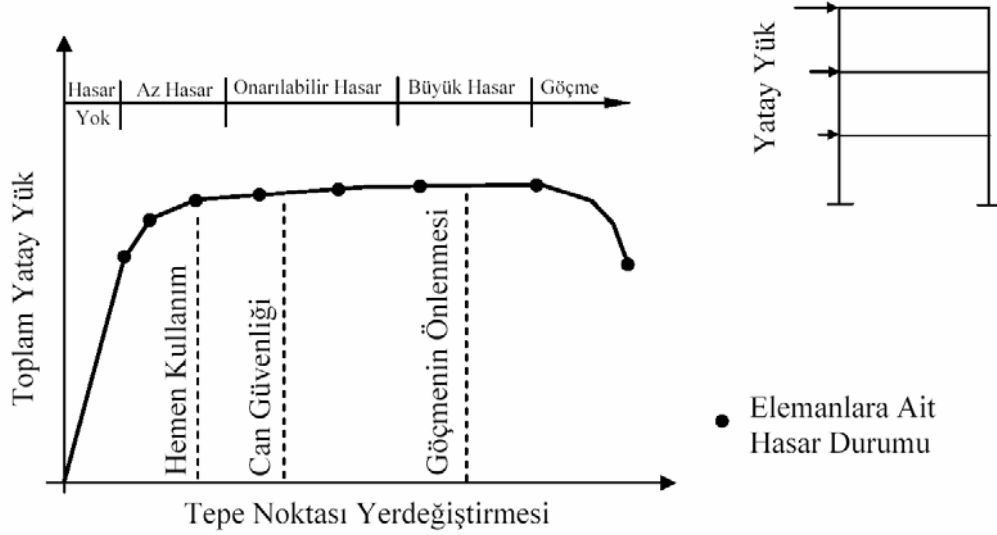 Hasar
Yok
Az Hasar
Onarılabilir Hasar
Büyük Hasar
Göçme
Toplam Yatay Yük
Hemen Kullanım
Can Güvenliği
Göçmenin Önlenmesi
Tepe Noktası Yerdeğiştirmesi
Yatay Yük
Elemanlara Ait
Hasar Durumu